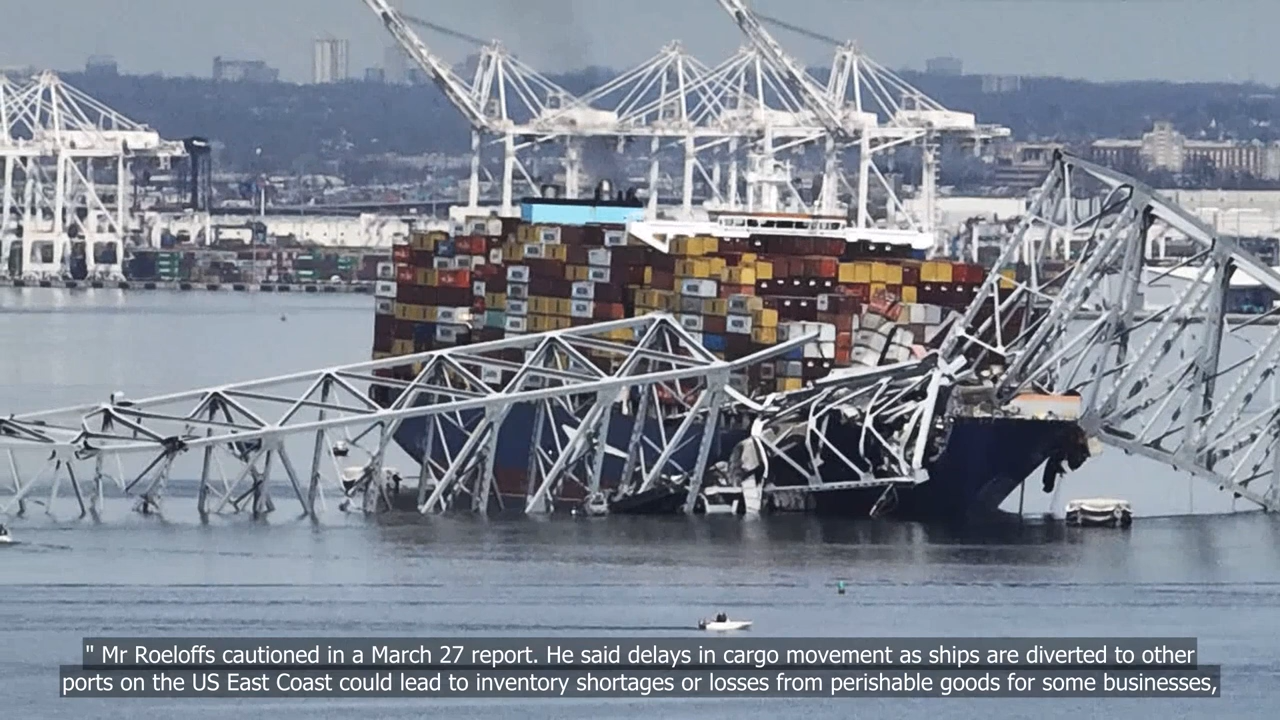 " Mr Roeloffs cautioned in a March 27 report. He said delays in cargo movement as ships are diverted to other
ports on the US East Coast could lead to inventory shortages or losses from perishable goods for some businesses,